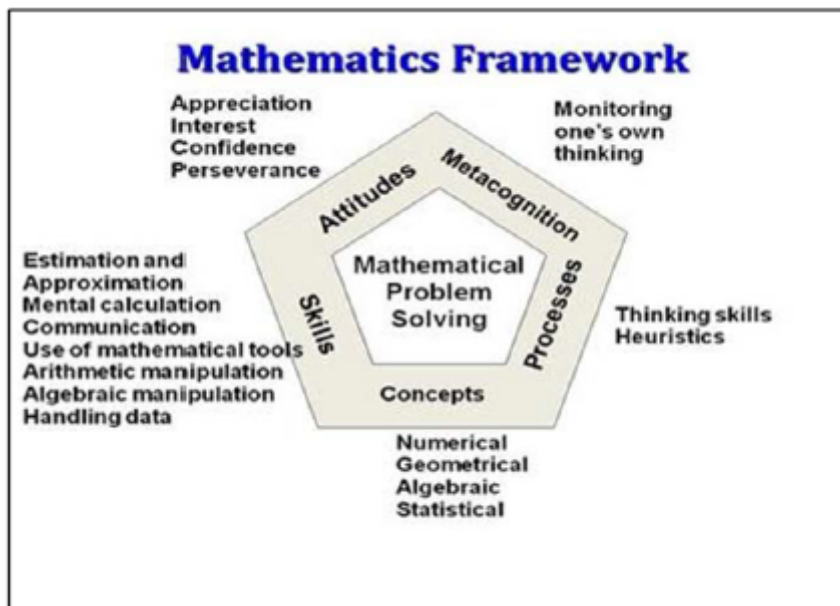 Mathematics Framework
Appreciation
Interest
Confidence
Perseverance
Monitoring
one's own
thinking
Attitudes
Metacognition
Mathematical
Problem
Solving
Estimation and
Approximation
Mental calculation
Communication
Use of mathematical tools
Arithmetic manipulation
Algebraic manipulation
Handling data
Skills
Processes
Thinking skills
Heuristics
Concepts
Numerical
Geometrical
Algebraic
Statistical